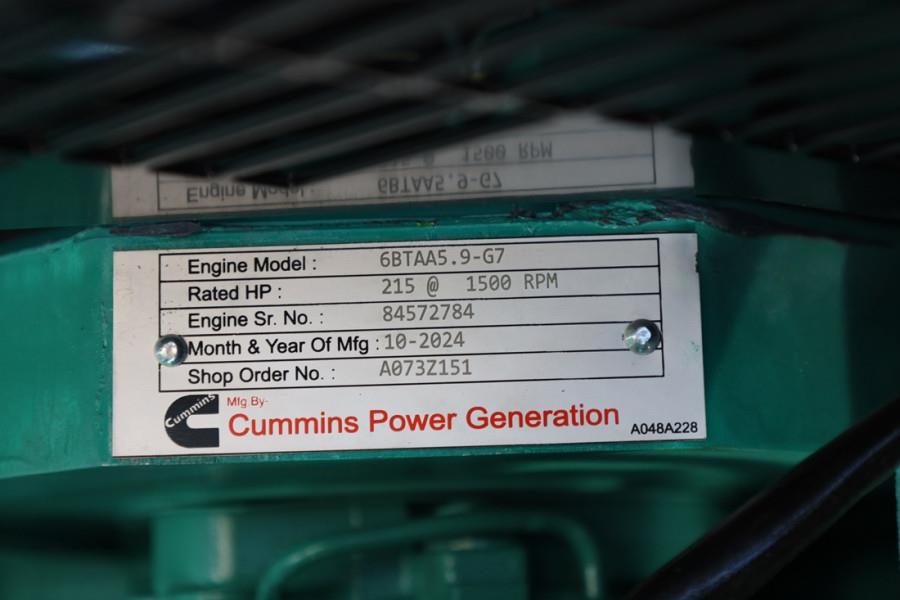 Engine Model : 6BTAA5.9-G7
Rated HP : 215 @ 1500 RPM
Engine Sr. No. : 84572784
Month & Year Of Mfg : 10-2024
Shop Order No. : A073Z151
Cummins
Mfg.By-
Cummins Power Generation
A048A228